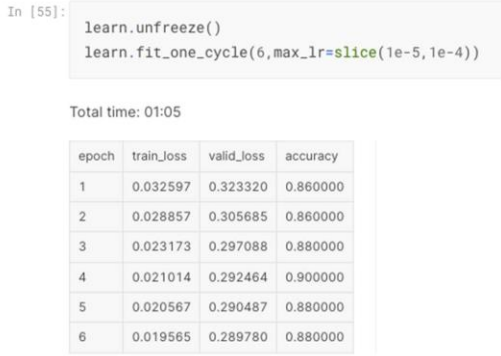 In [55]:
learn.unfreeze()
learn.fit_one_cycle(6,max_lr=slice(1e-5,1e-4))
Total time: 01:05
epoch train_loss valid_loss accuracy
1 0.032597 0.323320 0.860000
2 0.028857 0.305685 0.860000
3 0.023173 0.297088 0.880000
4 0.021014 0.292464 0.900000
5 0.020567 0.290487 0.880000
6 0.019565 0.289780 0.880000